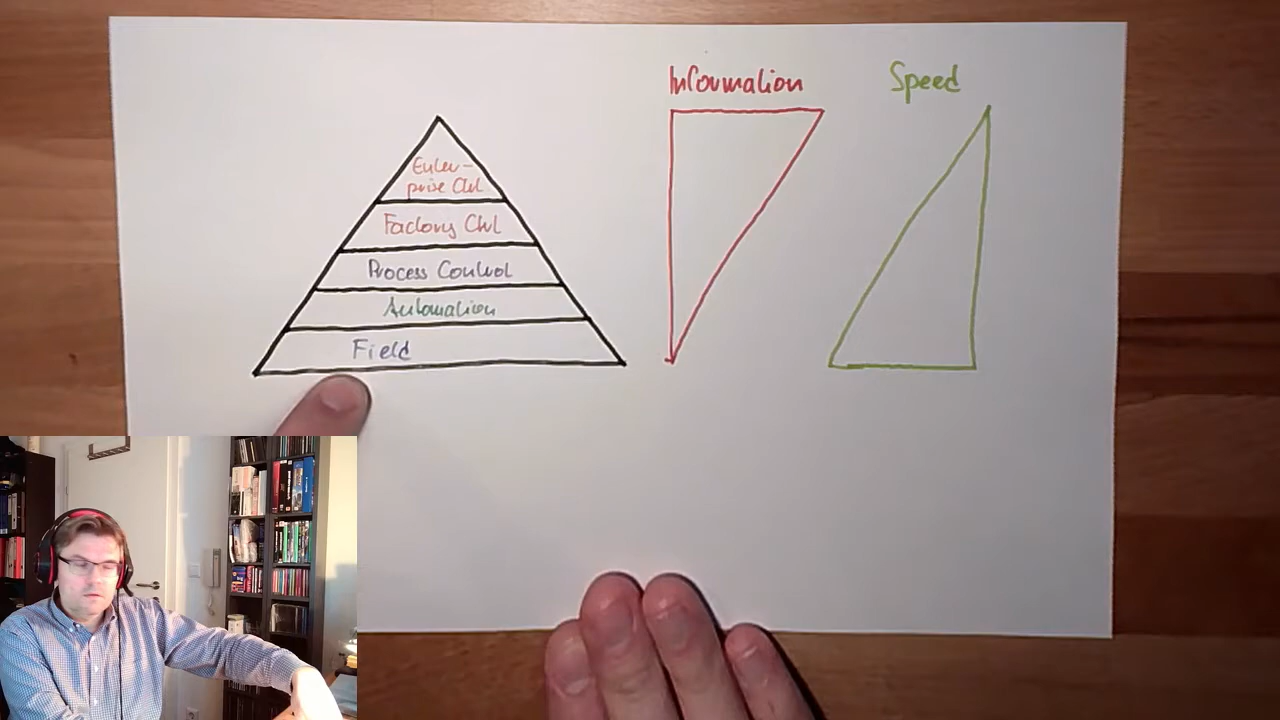 Information
Speed
Enter-
prise Ctrl
Factory Ctrl
Process Control
Automation
Field